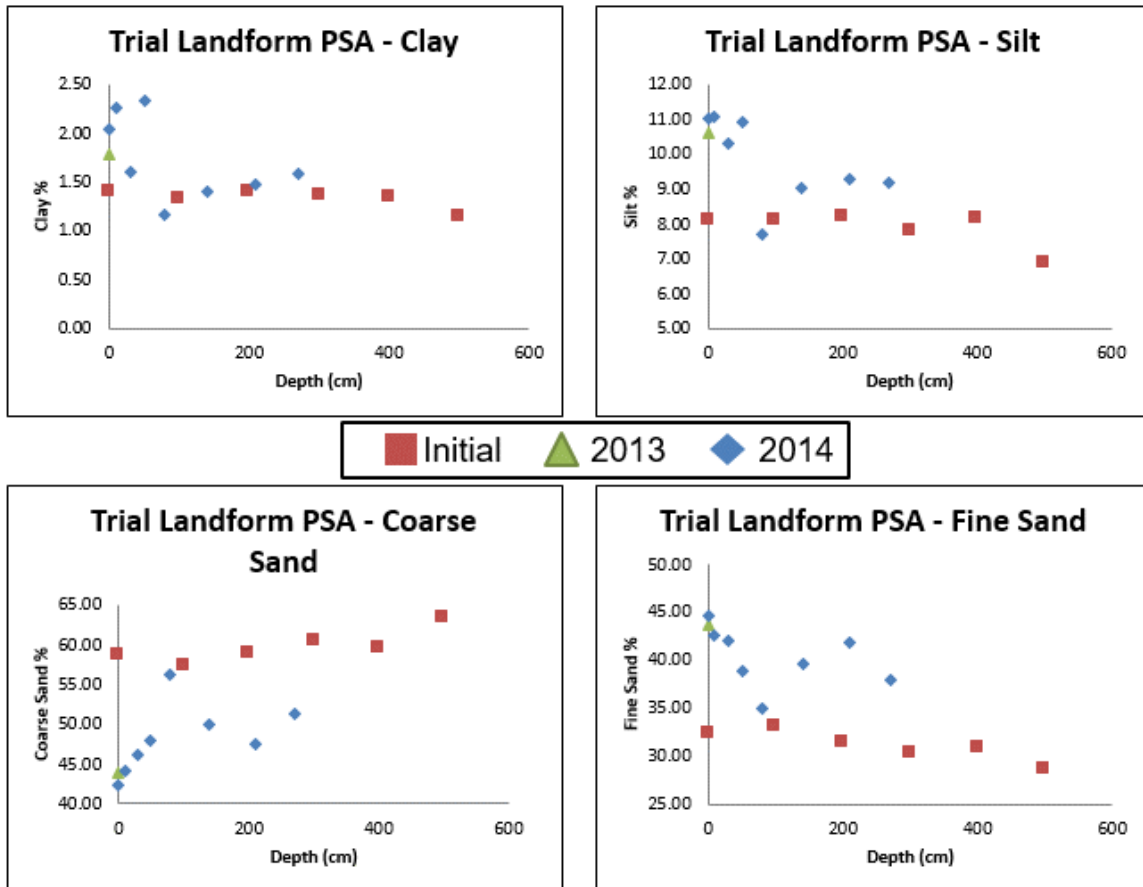 Trial Landform PSA - Clay
2.50
2.00
1.50
1.00
0.50
0.00
Clay %
0 200 400 600
Depth (cm)
Trial Landform PSA - Silt
12.00
11.00
10.00
9.00
8.00
7.00
6.00
5.00
Silt %
0 200 400 600
Depth (cm)
Initial 2013 2014
Trial Landform PSA - Coarse
Sand
65.00
60.00
55.00
50.00
45.00
40.00
Coarse Sand %
0 200 400 600
Depth (cm)
Trial Landform PSA - Fine Sand
50.00
45.00
40.00
35.00
30.00
25.00
Fine Sand %
0 200 400 600
Depth (cm)